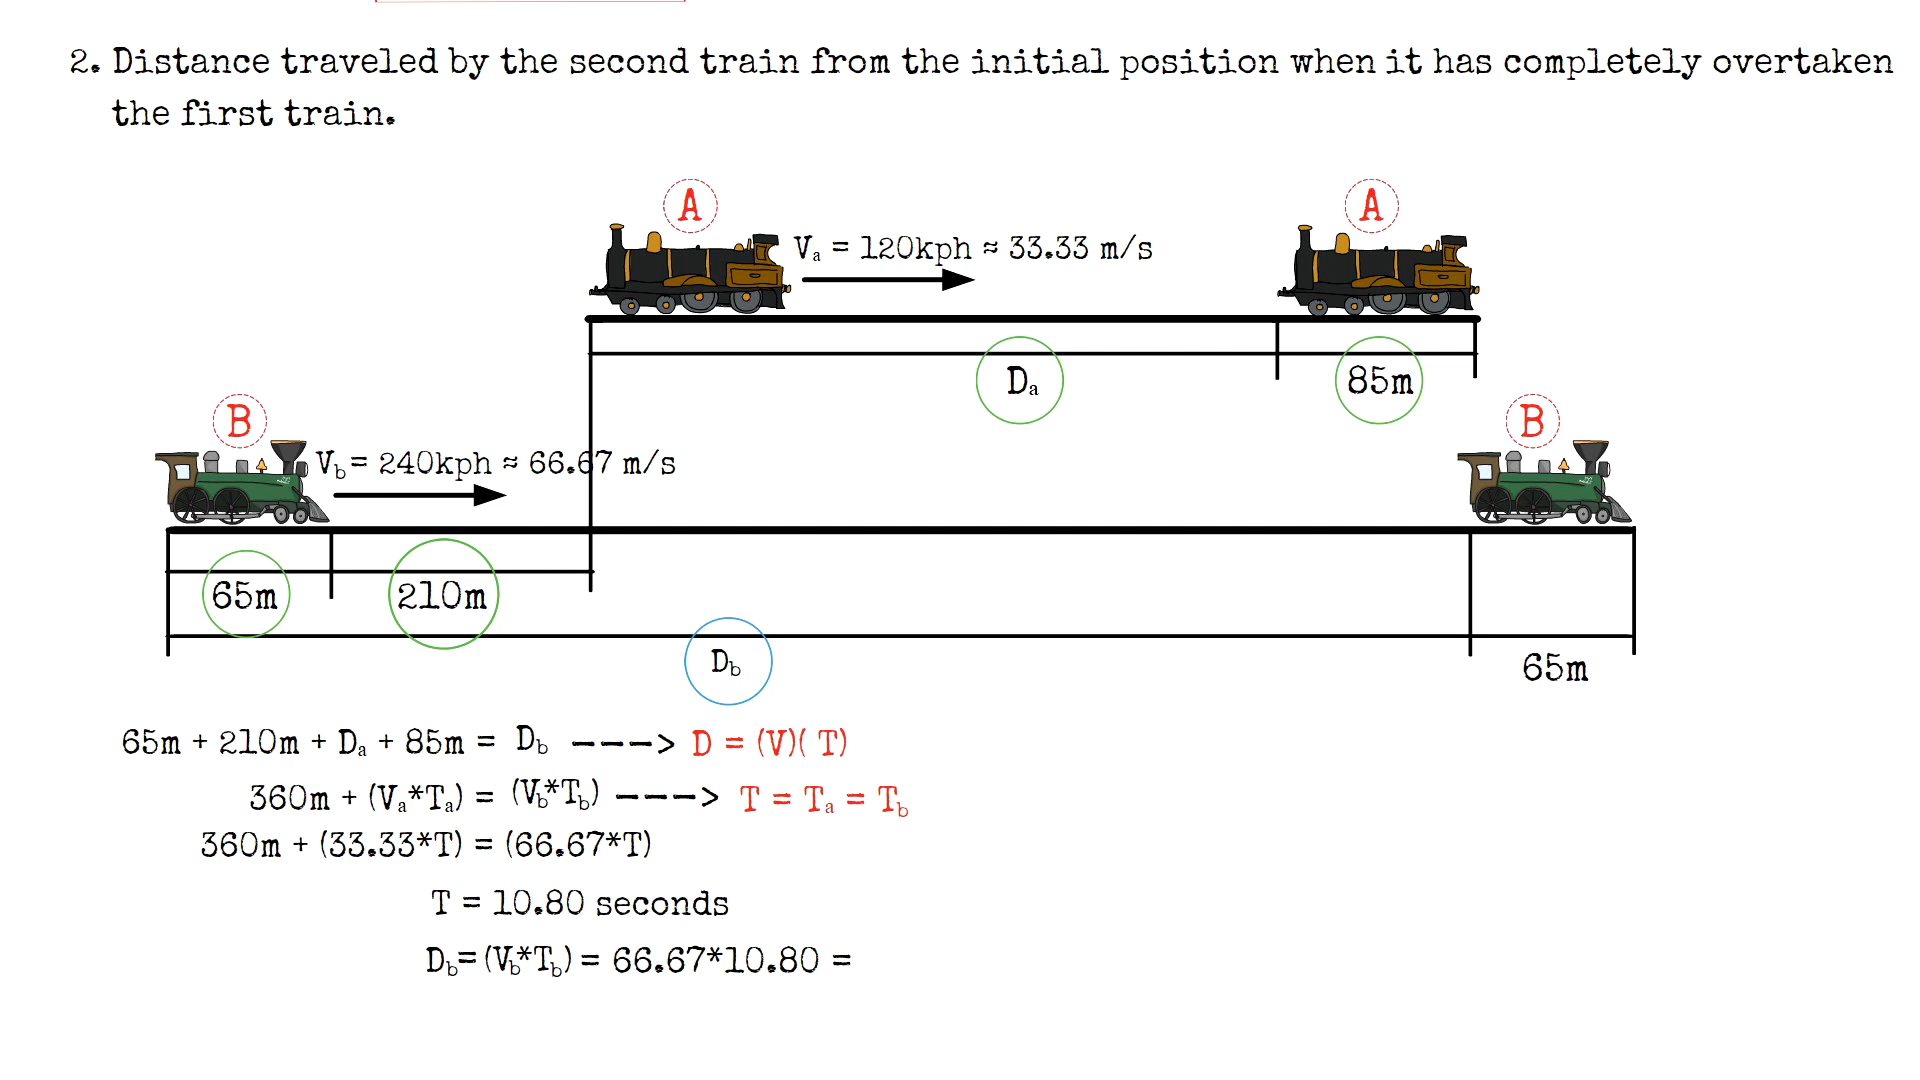 2. Distance traveled by the second train from the initial position when it has completely overtaken
the first train.
A
A
Va = 120kph ≈ 33.33 m/s
Da
85m
B
B
Vb = 240kph ≈ 66.67 m/s
65m
210m
Db
65m
65m + 210m + Da + 85m = Db ---> D = (V)( T)
360m + (Va*Ta) = (Vb*Tb) ---> T = Ta = Tb
360m + (33.33*T) = (66.67*T)
T = 10.80 seconds
Db= (Vb*Tb) = 66.67*10.80 =